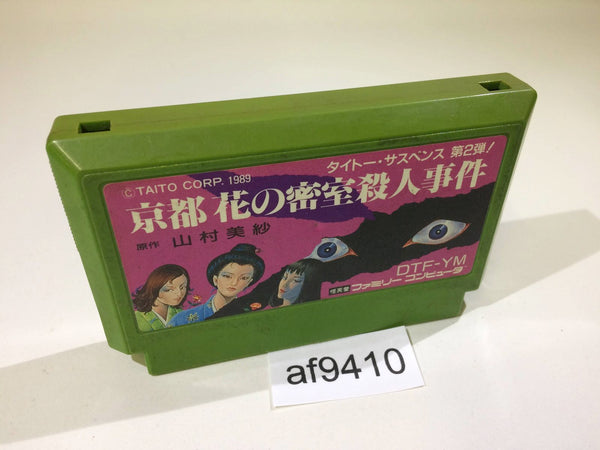 タイトー・サスペンス 第2弾!
©TAITO CORP. 1989
京都 花の密室殺人事件
原作 山村美紗
DTF-YM
ファミリー コンピュータ
af9410